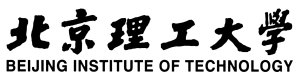 北京理工大學
BEIJING INSTITUTE OF TECHNOLOGY